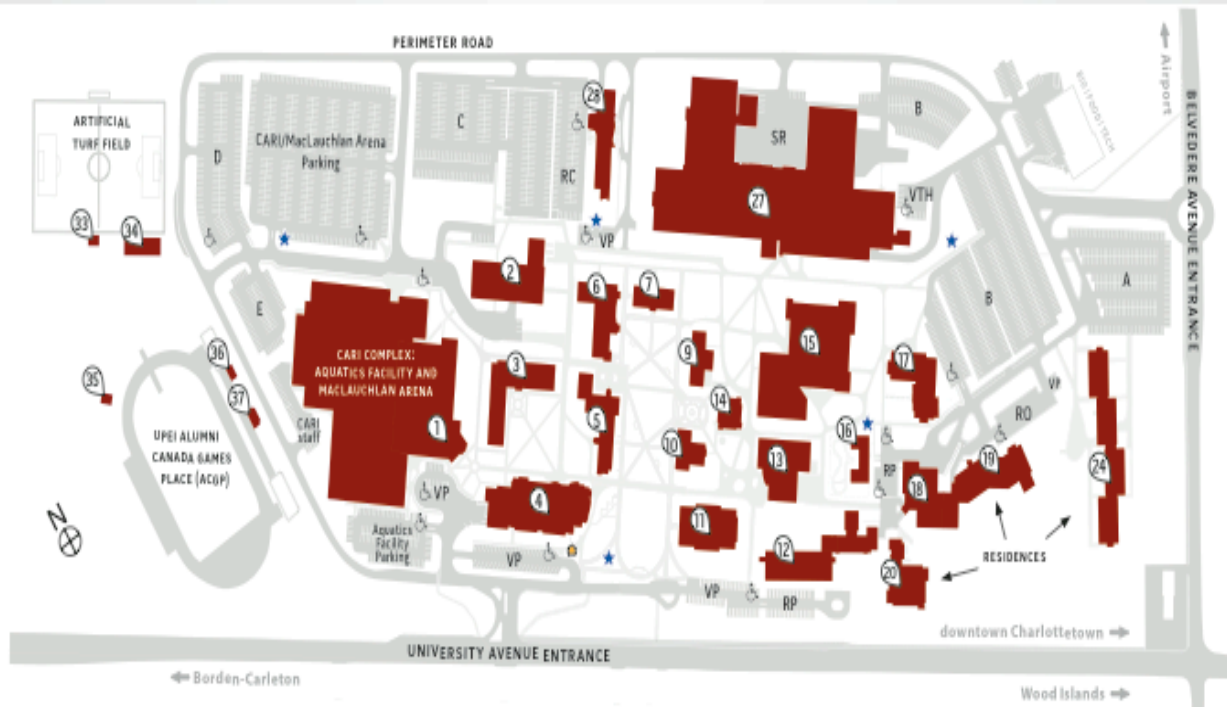 PERIMETER ROAD
Airport
BELVEDERE AVENUE ENTRANCE
ARTIFICIAL
TURF FIELD
D
CARI/MacLauchlan Arena
Parking
C
RC
28
SR
B
27
VTH
VP
33
34
2
6
7
B
A
E
CARI COMPLEX:
AQUATICS FACILITY AND
MACLAUCHLAN ARENA
36
3
9
15
17
35
37
1
5
14
VP
RO
CARI
staff
10
13
16
UPEI ALUMNI
CANADA GAMES
PLACE (ACGP)
VP
4
RP
18
19
24
N
Aquatics
Facility
Parking
11
12
VP
RESIDENCES
20
VP
RP
downtown Charlottetown
UNIVERSITY AVENUE ENTRANCE
Borden-Carleton
Wood Islands